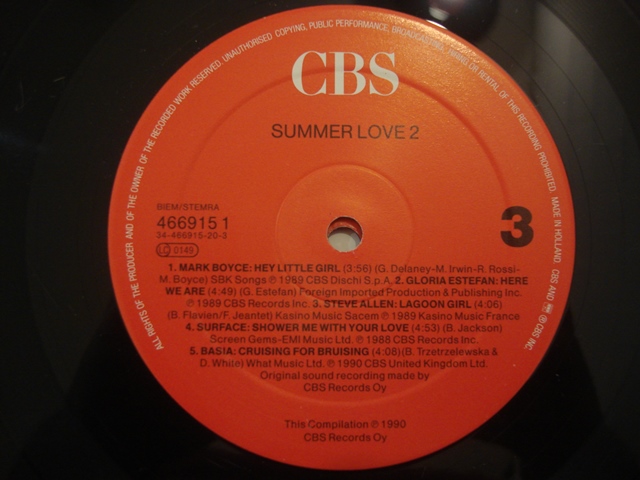 ALL RIGHTS OF THE PRODUCER AND OF THE OWNER OF THE RECORDED WORK RESERVED. UNAUTHORISED COPYING, PUBLIC PERFORMANCE, BROADCASTING, HIRING OR RENTAL OF THIS RECORDING PROHIBITED. MADE IN HOLLAND. CBS AND ® CBS INC.
CBS
SUMMER LOVE 2
BIEM/STEMRA
466915 1
34-466915-20-3
LC 0149
3
1. MARK BOYCE: HEY LITTLE GIRL (3:56) (G. Delaney-M. Irwin-R. Rossi-
M. Boyce) SBK Songs ℗ 1989 CBS Dischi S.p.A. 2. GLORIA ESTEFAN: HERE
WE ARE (4:49) (G. Estefan) Foreign Imported Production & Publishing Inc.
℗ 1989 CBS Records Inc. 3. STEVE ALLEN: LAGOON GIRL (4:06)
(B. Flavien/F. Jeantet) Kasino Music Sacem ℗ 1989 Kasino Music France
4. SURFACE: SHOWER ME WITH YOUR LOVE (4:53) (B. Jackson)
Screen Gems-EMI Music Ltd. ℗ 1988 CBS Records Inc.
5. BASIA: CRUISING FOR BRUISING (4:08)(B. Trzetrzelewska &
D. White) What Music Ltd. ℗ 1990 CBS United Kingdom Ltd.
Original sound recording made by
CBS Records Oy
This Compilation ℗ 1990
CBS Records Oy